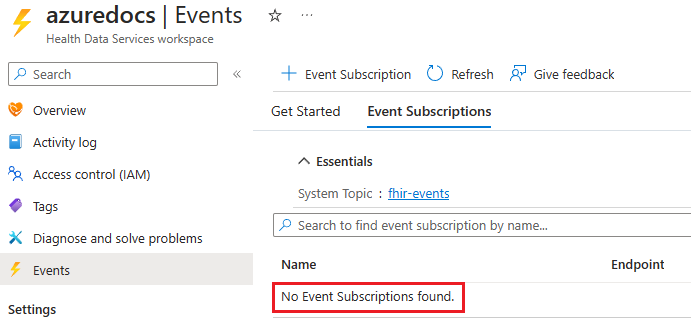 azuredocs | Events
Health Data Services workspace
Search
Overview
Activity log
Access control (IAM)
Tags
Diagnose and solve problems
Events
Settings
Event Subscription Refresh Give feedback
Get Started Event Subscriptions
Essentials
System Topic : fhir-events
Search to find event subscription by name...
Name Endpoint
No Event Subscriptions found.